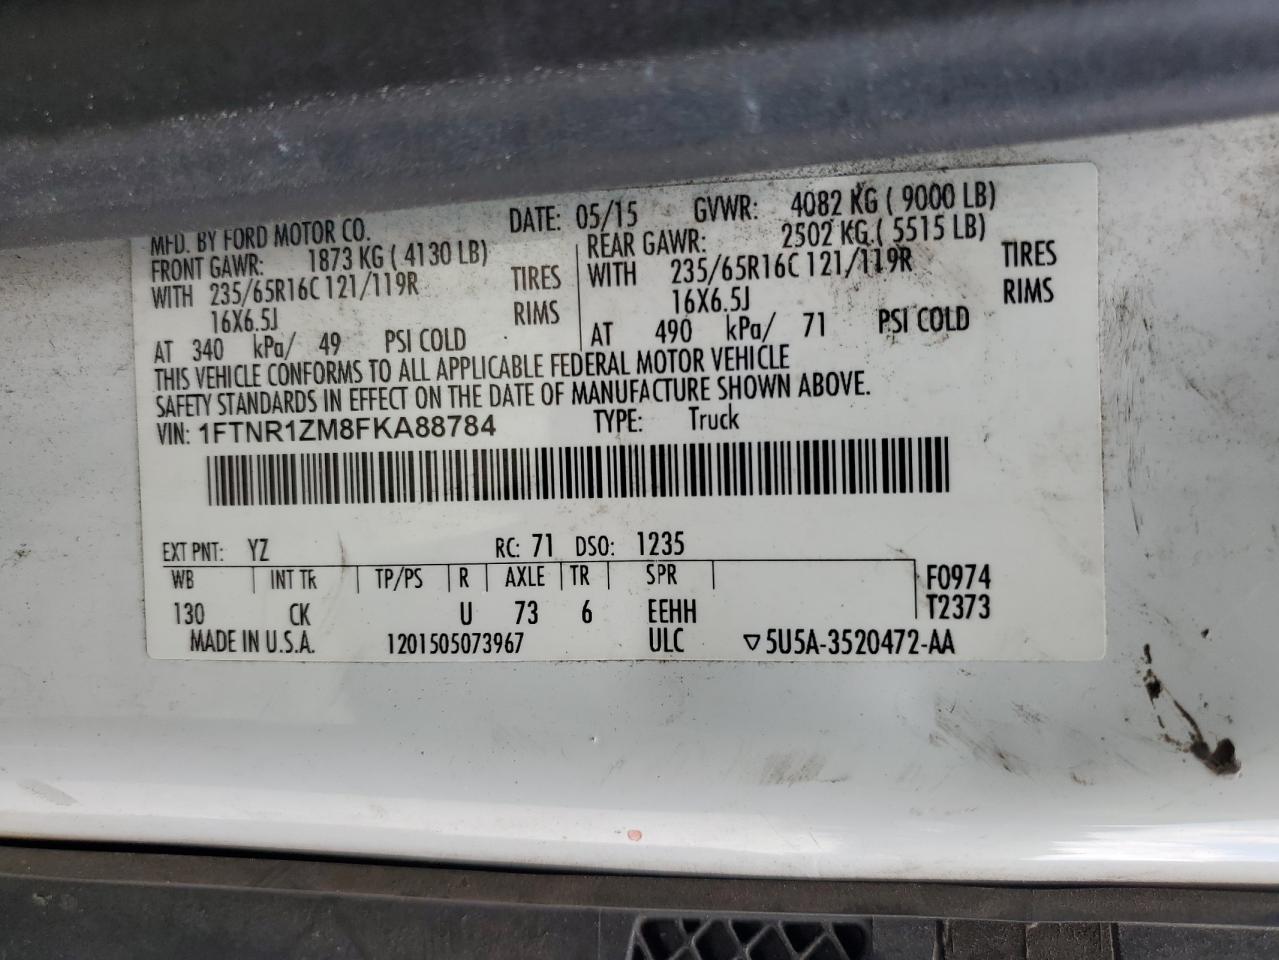 MFD. BY FORD MOTOR CO. DATE: 05/15 GVWR: 4082 KG ( 9000 LB)
FRONT GAWR: 1873 KG ( 4130 LB) REAR GAWR: 2502 KG ( 5515 LB)
WITH 235/65R16C 121/119R TIRES WITH 235/65R16C 121/119R TIRES
16X6.5J RIMS 16X6.5J RIMS
AT 340 kPa/ 49 PSI COLD AT 490 kPa/ 71 PSI COLD
THIS VEHICLE CONFORMS TO ALL APPLICABLE FEDERAL MOTOR VEHICLE
SAFETY STANDARDS IN EFFECT ON THE DATE OF MANUFACTURE SHOWN ABOVE.
VIN: 1FTNR1ZM8FKA88784 TYPE: Truck
EXT PNT: YZ RC: 71 DSO: 1235
WB INT TR TP/PS R AXLE TR SPR F0974
130 CK U 73 6 EEHH T2373
MADE IN U.S.A. 1201505073967 ULC ▽5U5A-3520472-AA